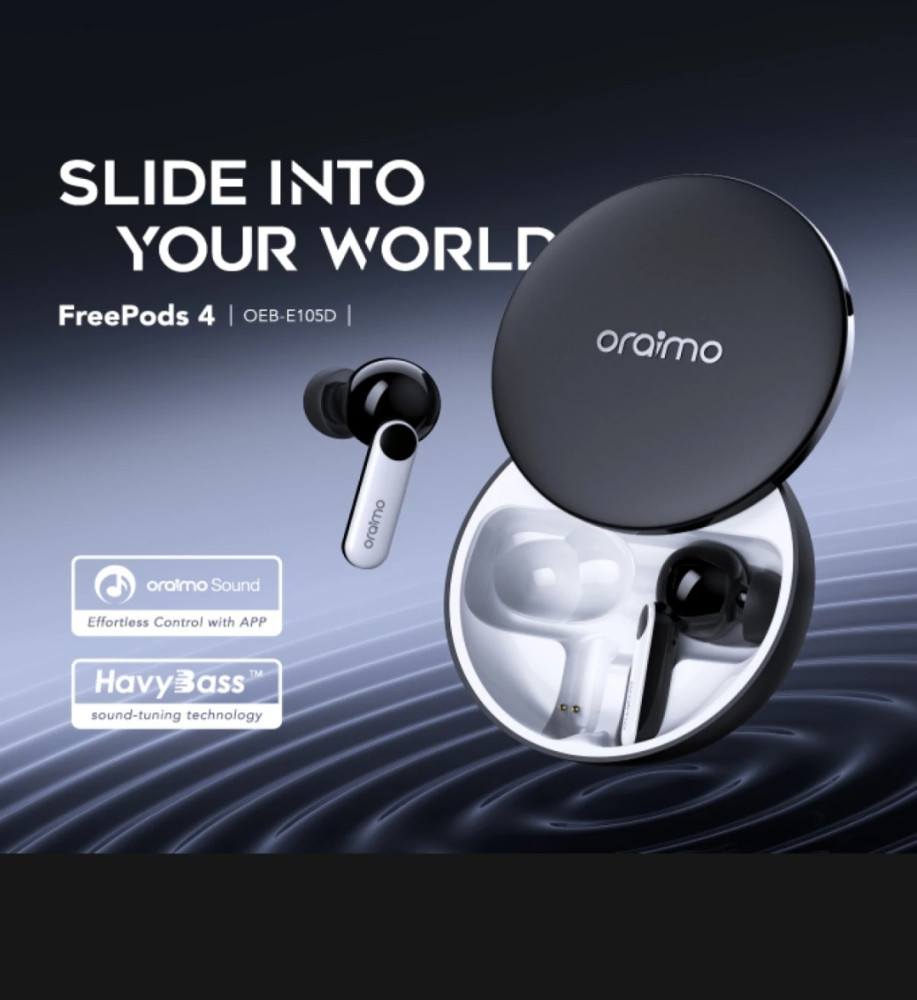 SLIDE INTO
YOUR WORLD
FreePods 4 | OEB-E105D |
oraimo
oraimo
oraimo Sound
Effortless Control with APP
HavyBass™
sound-tuning technology